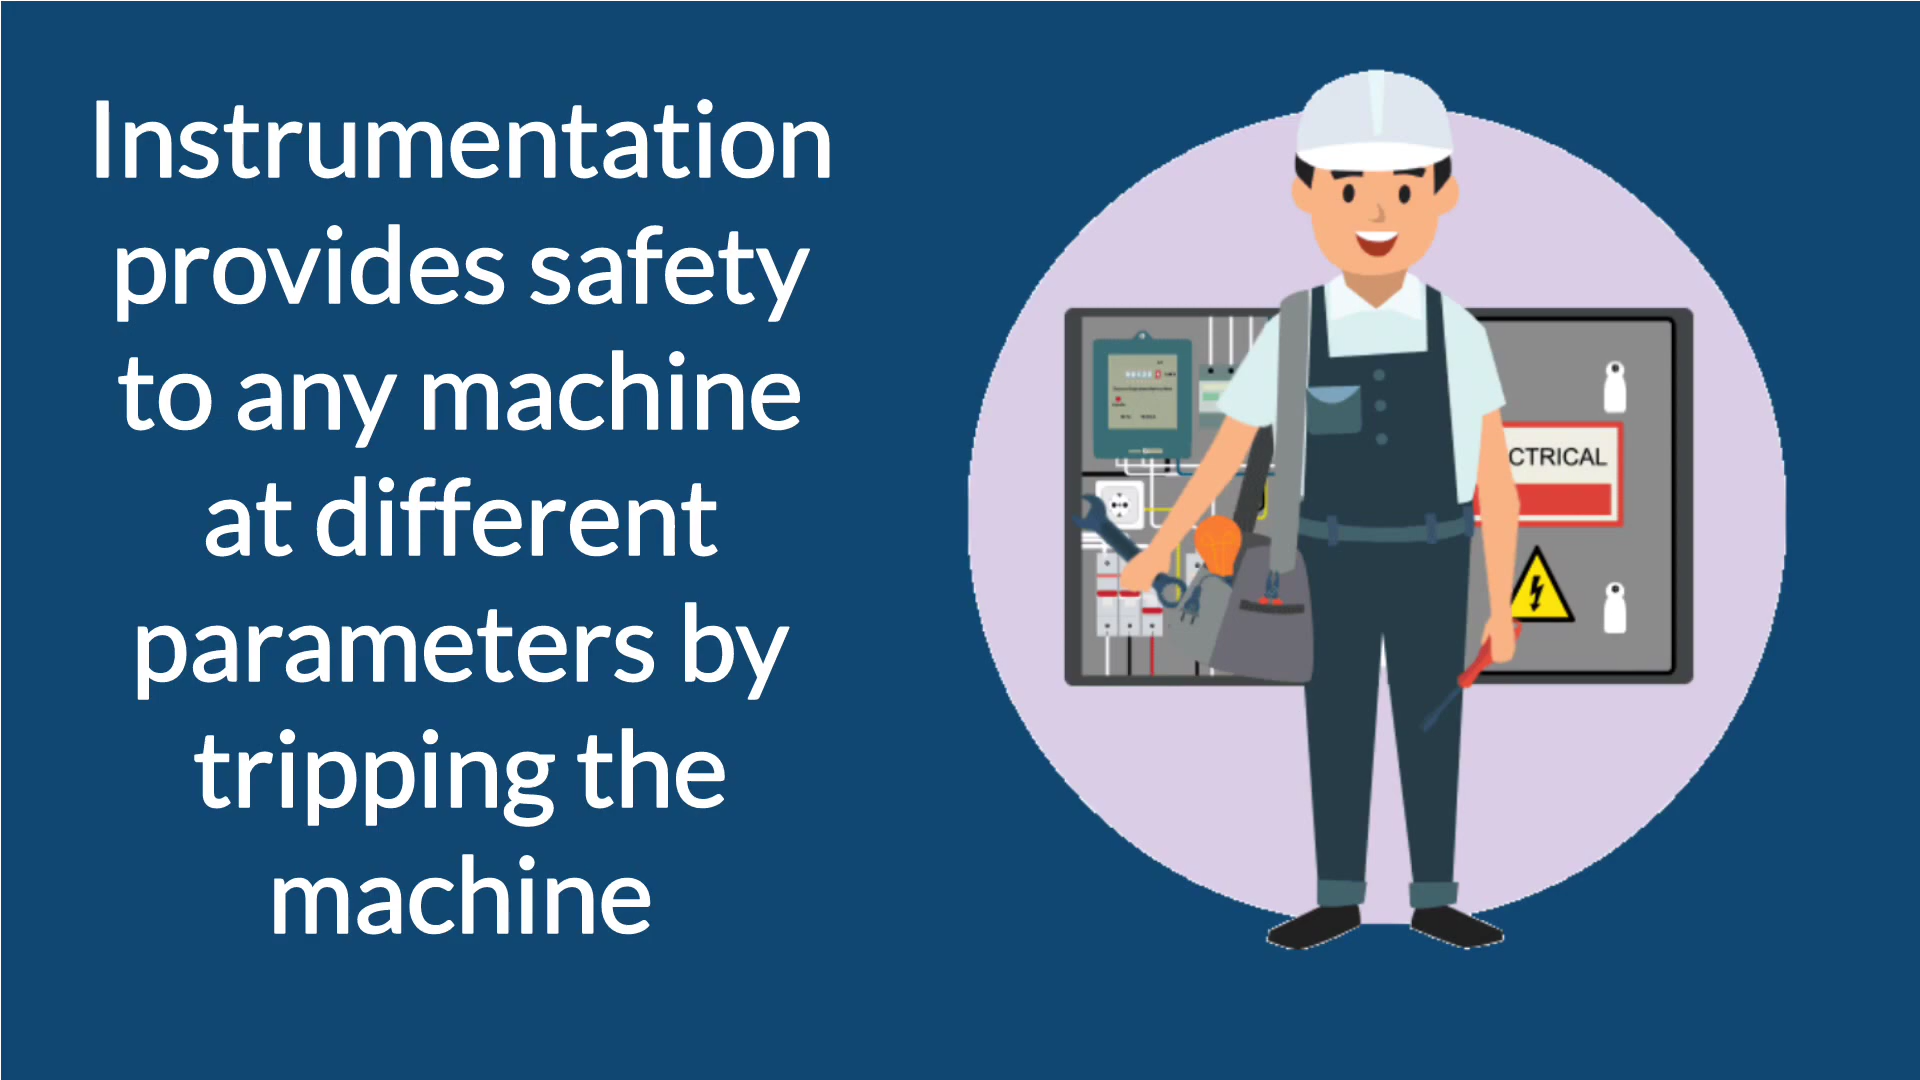 Instrumentation
provides safety
to any machine
at different
parameters by
tripping the
machine
CTRICAL